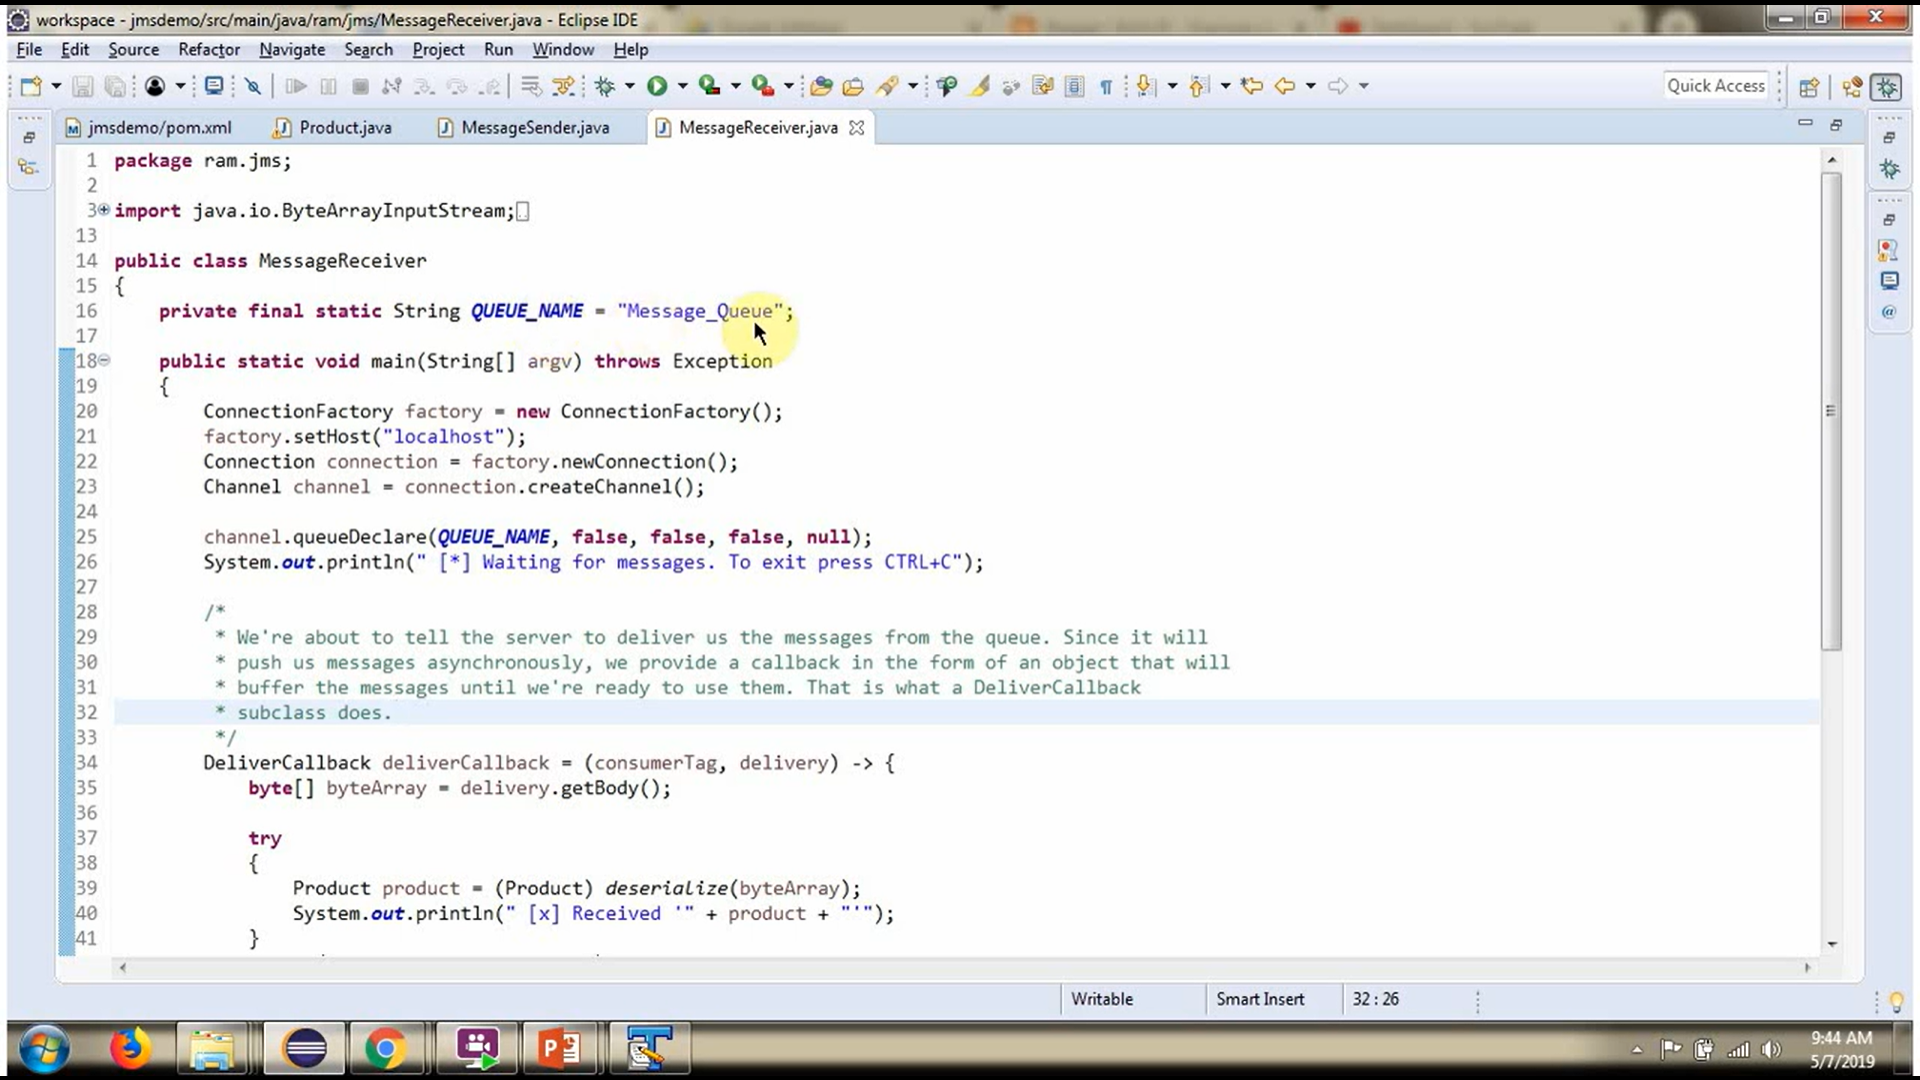 workspace - jmsdemo/src/main/java/ram/jms/MessageReceiver.java - Eclipse IDE
File Edit Source Refactor Navigate Search Project Run Window Help
Quick Access
jmsdemo/pom.xml Product.java MessageSender.java MessageReceiver.java
1 package ram.jms;
2
3 import java.io.ByteArrayInputStream;
13
14 public class MessageReceiver
15 {
16 private final static String QUEUE_NAME = "Message_Queue";
17
18 public static void main(String[] argv) throws Exception
19 {
20 ConnectionFactory factory = new ConnectionFactory();
21 factory.setHost("localhost");
22 Connection connection = factory.newConnection();
23 Channel channel = connection.createChannel();
24
25 channel.queueDeclare(QUEUE_NAME, false, false, false, null);
26 System.out.println(" [*] Waiting for messages. To exit press CTRL+C");
27
28 /*
29 * We're about to tell the server to deliver us the messages from the queue. Since it will
30 * push us messages asynchronously, we provide a callback in the form of an object that will
31 * buffer the messages until we're ready to use them. That is what a DeliverCallback
32 * subclass does.
33 */
34 DeliverCallback deliverCallback = (consumerTag, delivery) -> {
35 byte[] byteArray = delivery.getBody();
36
37 try
38 {
39 Product product = (Product) deserialize(byteArray);
40 System.out.println(" [x] Received '" + product + "'");
41 }
Writable Smart Insert 32 : 26
9:44 AM
5/7/2019